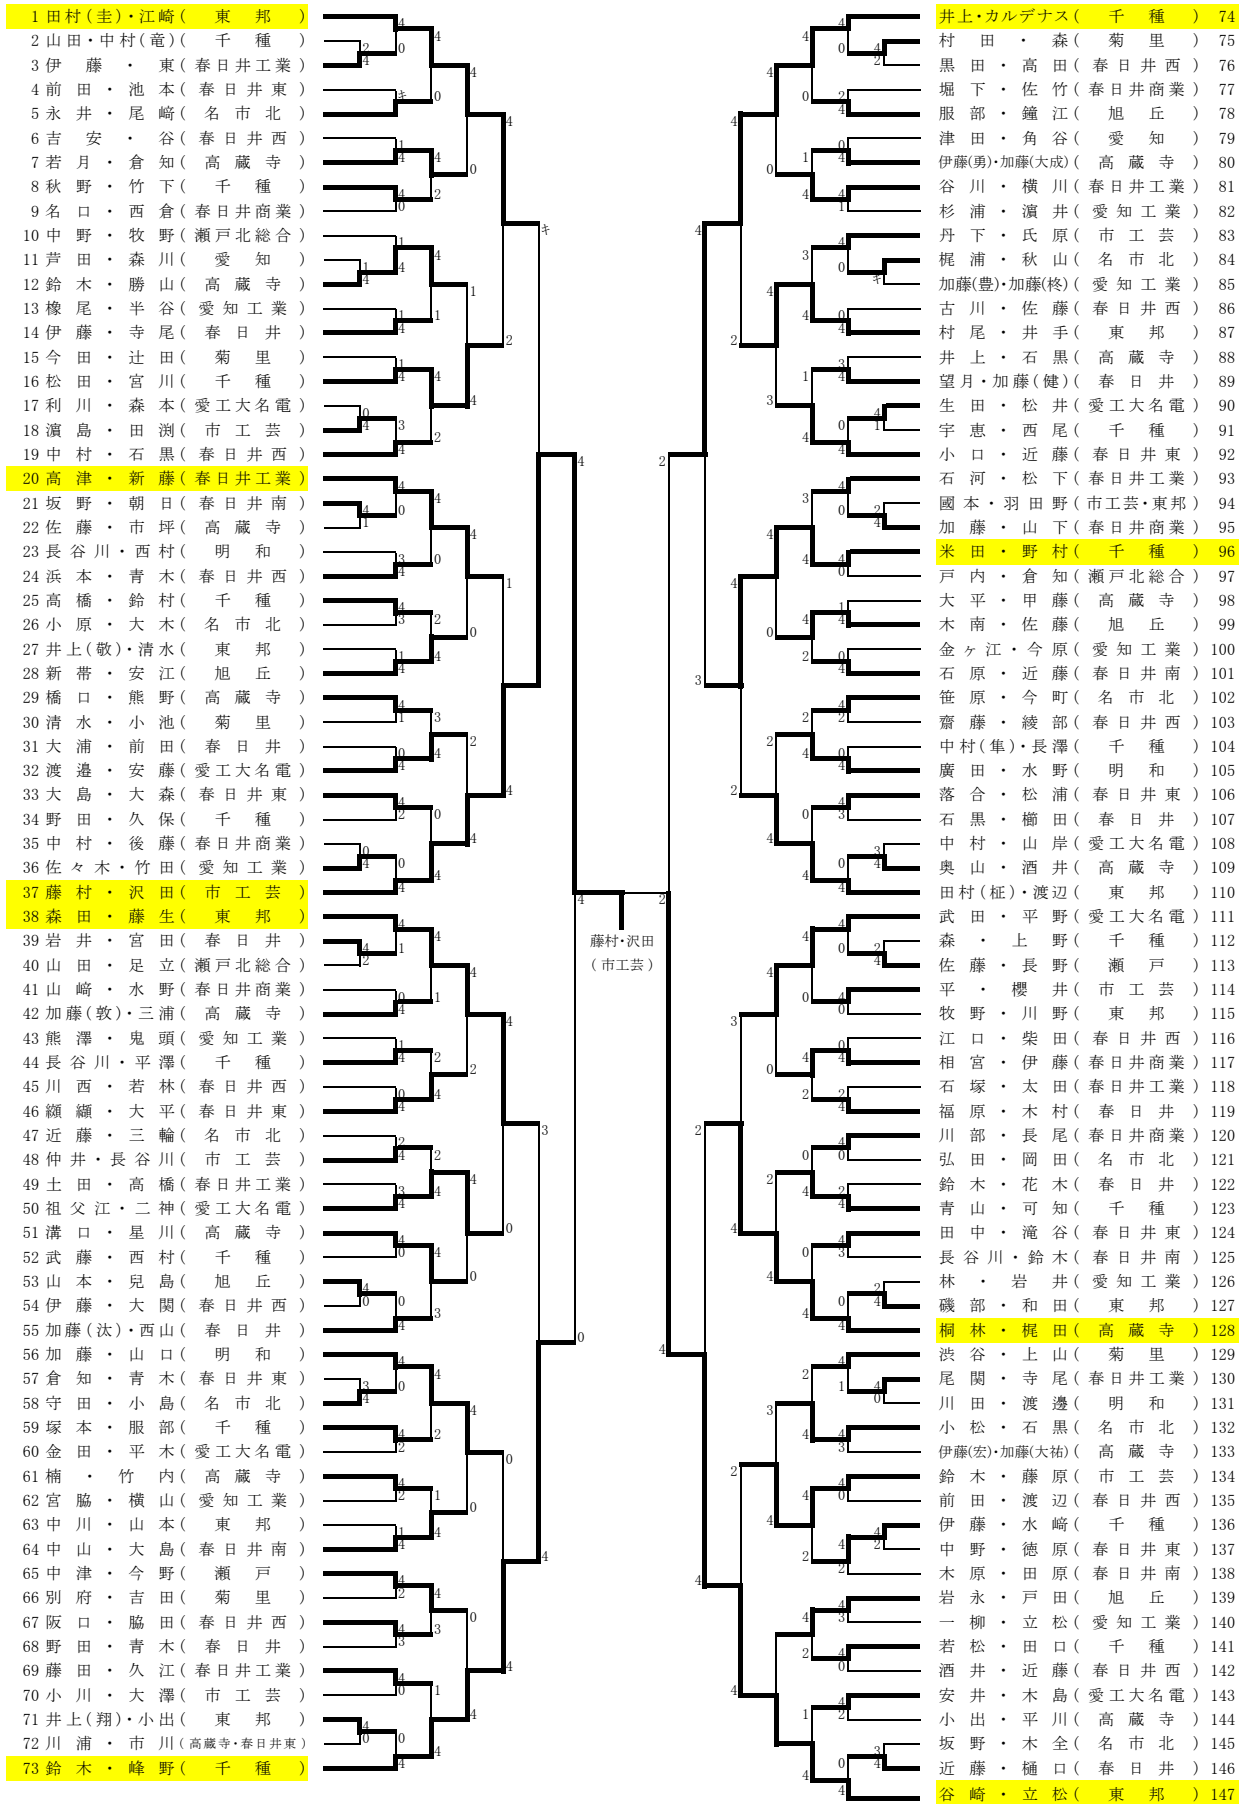 1 田村(圭)・江崎( 東 邦 )
2 山田・中村(竜)( 千 種 )
3 伊 藤 ・ 東(春日井工業)
4 前 田 ・ 池 本(春日井東)
5 永 井 ・ 尾 﨑( 名 市 北 )
6 吉 安 ・ 谷(春日井西)
7 若 月 ・ 倉 知( 高 蔵 寺 )
8 秋 野 ・ 竹 下( 千 種 )
9 名 口 ・ 西 倉(春日井商業)
10 中 野 ・ 牧 野(瀬戸北総合)
11 芦 田 ・ 森 川( 愛 知 )
12 鈴 木 ・ 勝 山( 高 蔵 寺 )
13 橡 尾 ・ 半 谷(愛知工業)
14 伊 藤 ・ 寺 尾( 春 日 井 )
15 今 田 ・ 辻 田( 菊 里 )
16 松 田 ・ 宮 川( 千 種 )
17 利 川 ・ 森 本(愛工大名電)
18 濵 島 ・ 田 渕( 市 工 芸 )
19 中 村 ・ 石 黒(春日井西)
20 高 津 ・ 新 藤(春日井工業)
21 坂 野 ・ 朝 日(春日井南)
22 佐 藤 ・ 市 坪( 高 蔵 寺 )
23 長谷川・西村( 明 和 )
24 浜 本 ・ 青 木(春日井西)
25 高 橋 ・ 鈴 村( 千 種 )
26 小 原 ・ 大 木( 名 市 北 )
27 井上(敬)・清水( 東 邦 )
28 新 帯 ・ 安 江( 旭 丘 )
29 橋 口 ・ 熊 野( 高 蔵 寺 )
30 清 水 ・ 小 池( 菊 里 )
31 大 浦 ・ 前 田( 春 日 井 )
32 渡 邉 ・ 安 藤(愛工大名電)
33 大 島 ・ 大 森(春日井東)
34 野 田 ・ 久 保( 千 種 )
35 中 村 ・ 後 藤(春日井商業)
36 佐々木・竹田(愛知工業)
37 藤 村 ・ 沢 田( 市 工 芸 )
38 森 田 ・ 藤 生( 東 邦 )
39 岩 井 ・ 宮 田( 春 日 井 )
40 山 田 ・ 足 立(瀬戸北総合)
41 山 﨑 ・ 水 野(春日井商業)
42 加藤(敦)・三浦( 高 蔵 寺 )
43 熊 澤 ・ 鬼 頭(愛知工業)
44 長谷川・平澤( 千 種 )
45 川 西 ・ 若 林(春日井西)
46 纐 纈 ・ 大 平(春日井東)
47 近 藤 ・ 三 輪( 名 市 北 )
48 仲井・長谷川( 市 工 芸 )
49 土 田 ・ 高 橋(春日井工業)
50 祖父江・二神(愛工大名電)
51 溝 口 ・ 星 川( 高 蔵 寺 )
52 武 藤 ・ 西 村( 千 種 )
53 山 本 ・ 兒 島( 旭 丘 )
54 伊 藤 ・ 大 関(春日井西)
55 加藤(汰)・西山( 春 日 井 )
56 加 藤 ・ 山 口( 明 和 )
57 倉 知 ・ 青 木(春日井東)
58 守 田 ・ 小 島( 名 市 北 )
59 塚 本 ・ 服 部( 千 種 )
60 金 田 ・ 平 木(愛工大名電)
61 楠 ・ 竹 内( 高 蔵 寺 )
62 宮 脇 ・ 横 山(愛知工業)
63 中 川 ・ 山 本( 東 邦 )
64 中 山 ・ 大 島(春日井南)
65 中 津 ・ 今 野( 瀬 戸 )
66 別 府 ・ 吉 田( 菊 里 )
67 阪 口 ・ 脇 田(春日井西)
68 野 田 ・ 青 木( 春 日 井 )
69 藤 田 ・ 久 江(春日井工業)
70 小 川 ・ 大 澤( 市 工 芸 )
71 井上(翔)・小出( 東 邦 )
72 川 浦 ・ 市 川(高蔵寺・春日井東)
73 鈴 木 ・ 峰 野( 千 種 )
藤村・沢田
(市工芸)
井上・カルデナス( 千 種 ) 74
村 田 ・ 森( 菊 里 ) 75
黒 田 ・ 高 田(春日井西) 76
堀 下 ・ 佐 竹(春日井商業) 77
服 部 ・ 鐘 江( 旭 丘 ) 78
津 田 ・ 角 谷( 愛 知 ) 79
伊藤(勇)・加藤(大成)( 高 蔵 寺 ) 80
谷 川 ・ 横 川(春日井工業) 81
杉 浦 ・ 濵 井(愛知工業) 82
丹 下 ・ 氏 原( 市 工 芸 ) 83
梶 浦 ・ 秋 山( 名 市 北 ) 84
加藤(豊)・加藤(柊)(愛知工業) 85
古 川 ・ 佐 藤(春日井西) 86
村 尾 ・ 井 手( 東 邦 ) 87
井 上 ・ 石 黒( 高 蔵 寺 ) 88
望月・加藤(健)( 春 日 井 ) 89
生 田 ・ 松 井(愛工大名電) 90
宇 恵 ・ 西 尾( 千 種 ) 91
小 口 ・ 近 藤(春日井東) 92
石 河 ・ 松 下(春日井工業) 93
國本・羽田野(市工芸・東邦) 94
加 藤 ・ 山 下(春日井商業) 95
米 田 ・ 野 村( 千 種 ) 96
戸 内 ・ 倉 知(瀬戸北総合) 97
大 平 ・ 甲 藤( 高 蔵 寺 ) 98
木 南 ・ 佐 藤( 旭 丘 ) 99
金ヶ江・今原(愛知工業) 100
石 原 ・ 近 藤(春日井南) 101
笹 原 ・ 今 町( 名 市 北 ) 102
齋 藤 ・ 綾 部(春日井西) 103
中村(隼)・長澤( 千 種 ) 104
廣 田 ・ 水 野( 明 和 ) 105
落 合 ・ 松 浦(春日井東) 106
石 黒 ・ 櫛 田( 春 日 井 ) 107
中 村 ・ 山 岸(愛工大名電) 108
奥 山 ・ 酒 井( 高 蔵 寺 ) 109
田村(柾)・渡辺( 東 邦 ) 110
武 田 ・ 平 野(愛工大名電) 111
森 ・ 上 野( 千 種 ) 112
佐 藤 ・ 長 野( 瀬 戸 ) 113
平 ・ 櫻 井( 市 工 芸 ) 114
牧 野 ・ 川 野( 東 邦 ) 115
江 口 ・ 柴 田(春日井西) 116
相 宮 ・ 伊 藤(春日井商業) 117
石 塚 ・ 太 田(春日井工業) 118
福 原 ・ 木 村( 春 日 井 ) 119
川 部 ・ 長 尾(春日井商業) 120
弘 田 ・ 岡 田( 名 市 北 ) 121
鈴 木 ・ 花 木( 春 日 井 ) 122
青 山 ・ 可 知( 千 種 ) 123
田 中 ・ 滝 谷(春日井東) 124
長谷川・鈴木(春日井南) 125
林 ・ 岩 井(愛知工業) 126
磯 部 ・ 和 田( 東 邦 ) 127
桐 林 ・ 梶 田( 高 蔵 寺 ) 128
渋 谷 ・ 上 山( 菊 里 ) 129
尾 関 ・ 寺 尾(春日井工業) 130
川 田 ・ 渡 邊( 明 和 ) 131
小 松 ・ 石 黒( 名 市 北 ) 132
伊藤(宏)・加藤(大祐)( 高 蔵 寺 ) 133
鈴 木 ・ 藤 原( 市 工 芸 ) 134
前 田 ・ 渡 辺(春日井西) 135
伊 藤 ・ 水 﨑( 千 種 ) 136
中 野 ・ 徳 原(春日井東) 137
木 原 ・ 田 原(春日井南) 138
岩 永 ・ 戸 田( 旭 丘 ) 139
一 柳 ・ 立 松(愛知工業) 140
若 松 ・ 田 口( 千 種 ) 141
酒 井 ・ 近 藤(春日井西) 142
安 井 ・ 木 島(愛工大名電) 143
小 出 ・ 平 川( 高 蔵 寺 ) 144
坂 野 ・ 木 全( 名 市 北 ) 145
近 藤 ・ 樋 口( 春 日 井 ) 146
谷 崎 ・ 立 松( 東 邦 ) 147